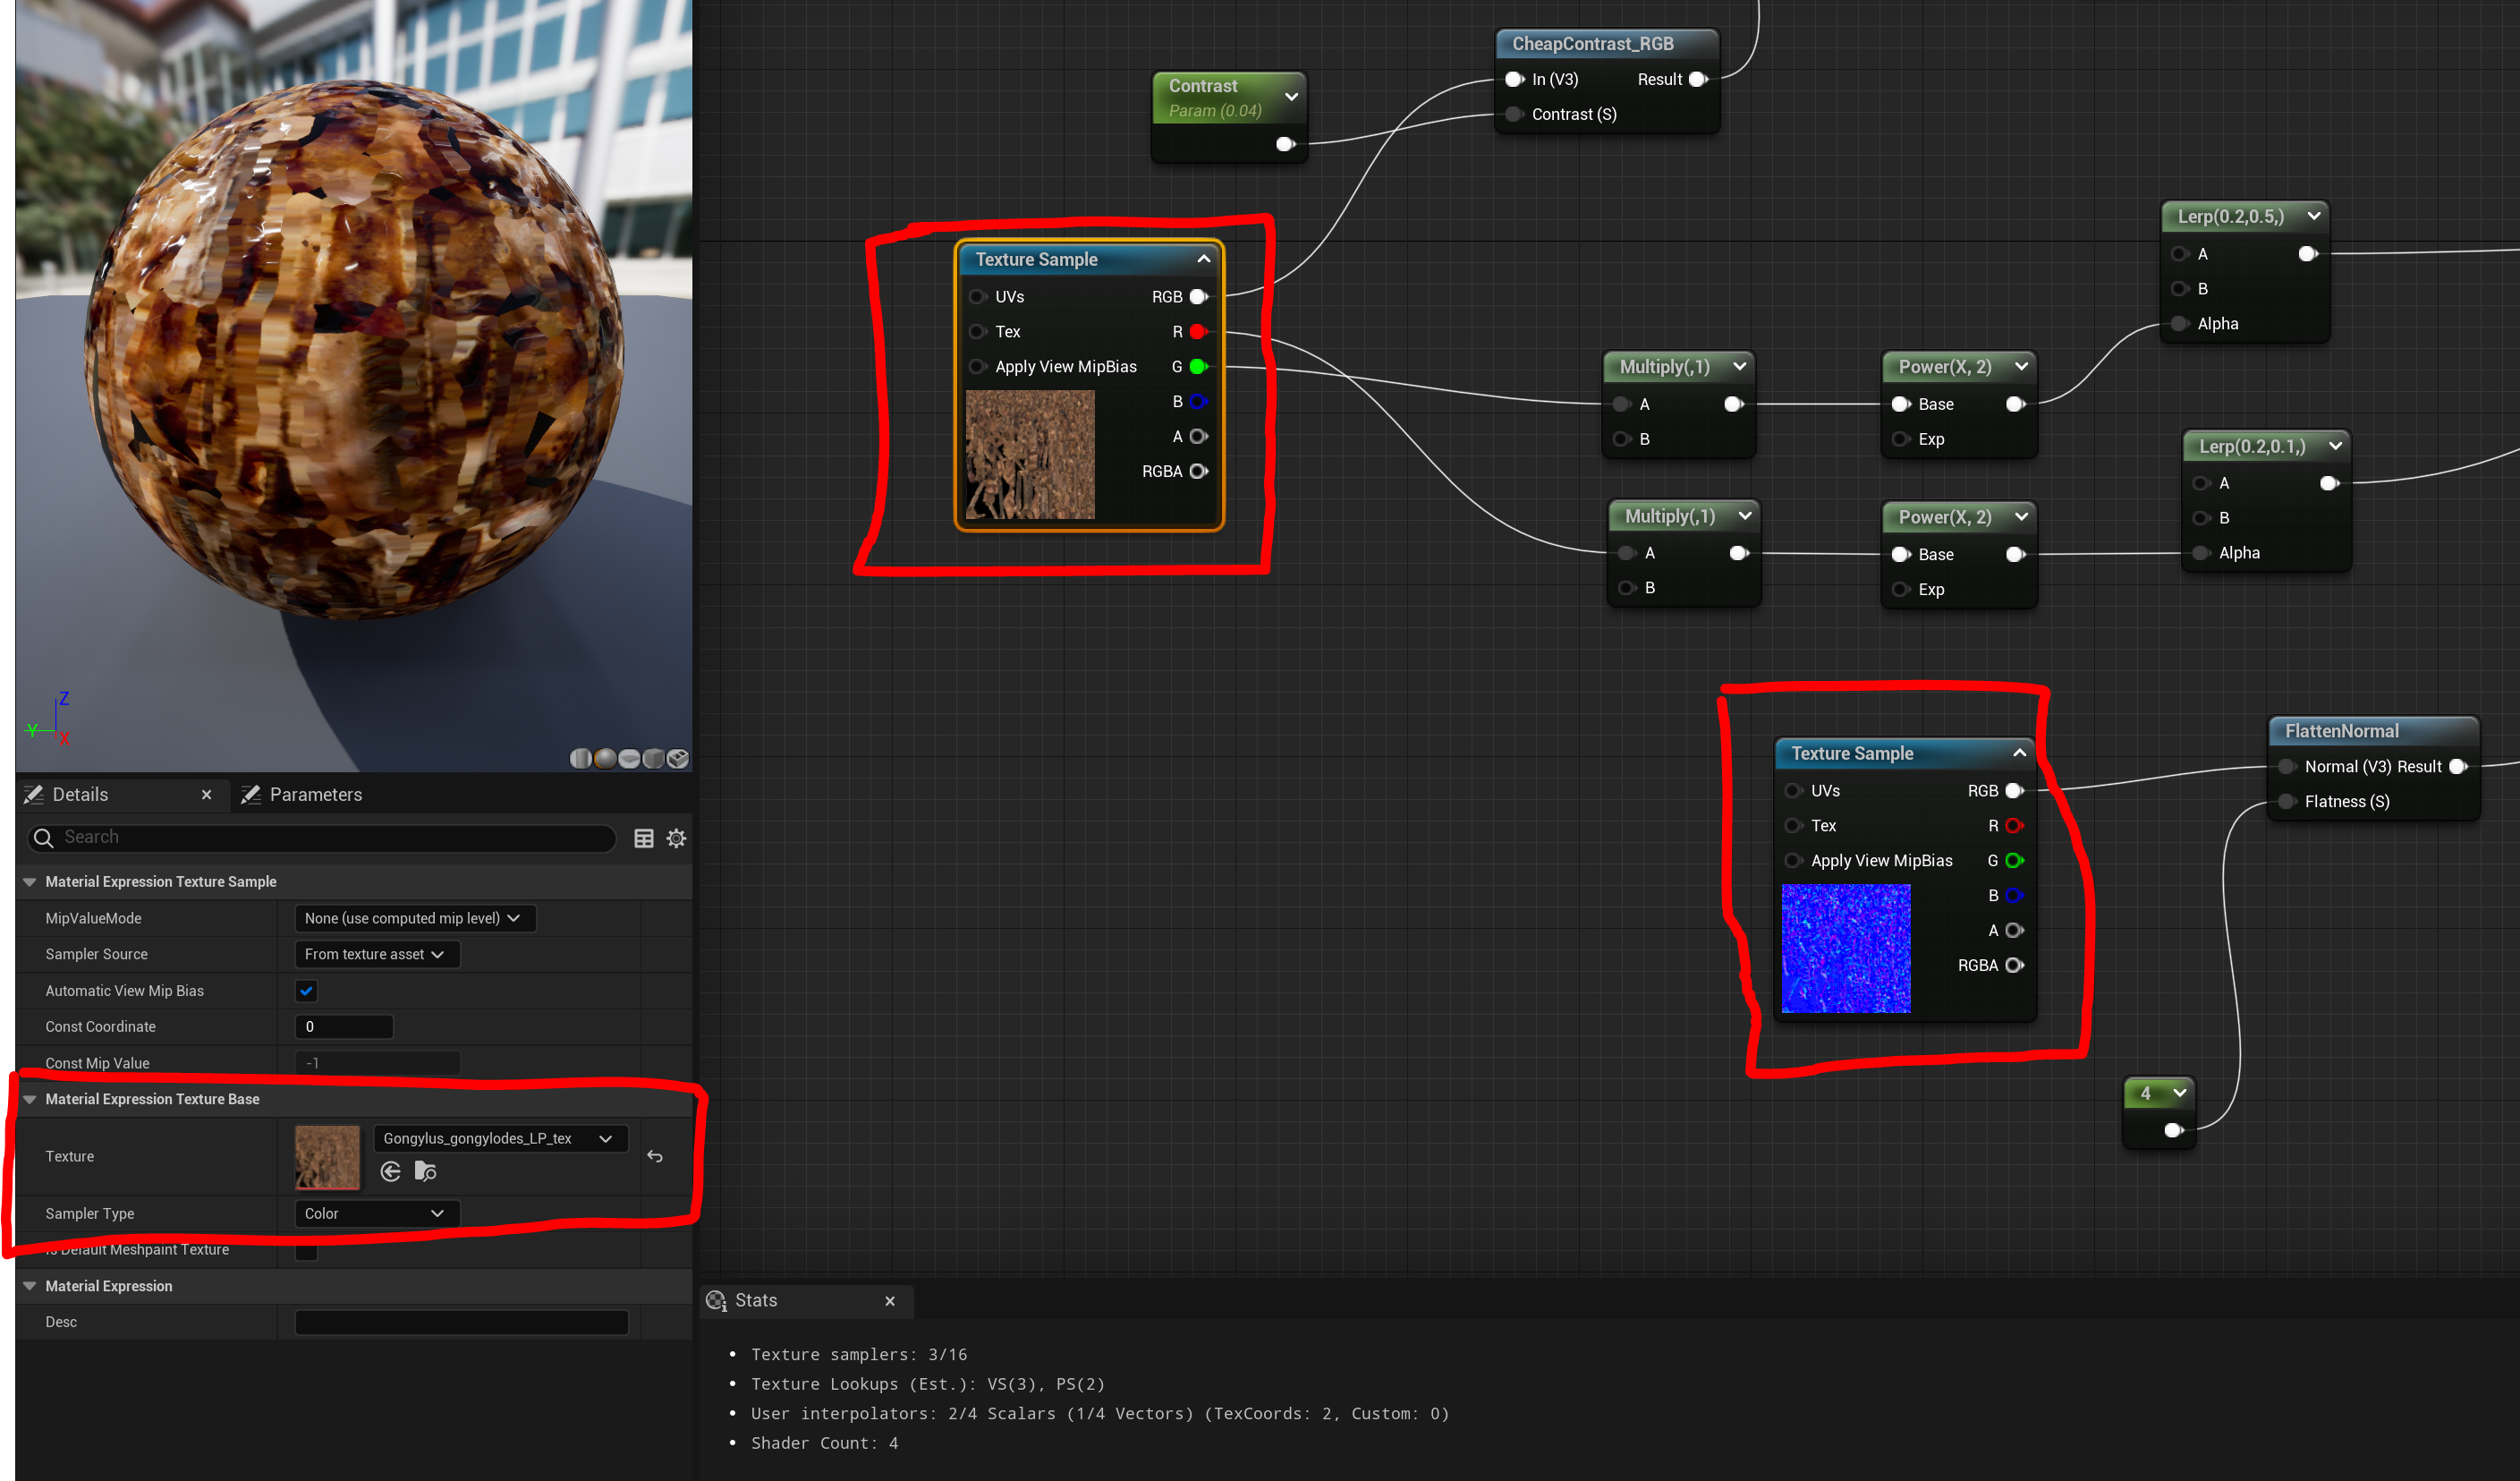 CheapContrast_RGB
In (V3) Result
Contrast (S)
Contrast
Param (0.04)
Texture Sample
UVs RGB
Tex R
Apply View MipBias G
B
A
RGBA
Lerp(0.2,0.5,)
A
B
Alpha
Multiply(,1)
A
B
Power(X, 2)
Base
Exp
Lerp(0.2,0.1,)
A
B
Alpha
Multiply(,1)
A
B
Power(X, 2)
Base
Exp
Texture Sample
UVs RGB
Tex R
Apply View MipBias G
B
A
RGBA
FlattenNormal
Normal (V3) Result
Flatness (S)
4
Z
Y
X
Details
Parameters
Search
Material Expression Texture Sample
MipValueMode None (use computed mip level)
Sampler Source From texture asset
Automatic View Mip Bias
Const Coordinate 0
Const Mip Value -1
Material Expression Texture Base
Texture Gongylus_gongylodes_LP_tex
Sampler Type Color
Is Default Meshpaint Texture
Material Expression
Desc
Stats
• Texture samplers: 3/16
• Texture Lookups (Est.): VS(3), PS(2)
• User interpolators: 2/4 Scalars (1/4 Vectors) (TexCoords: 2, Custom: 0)
• Shader Count: 4